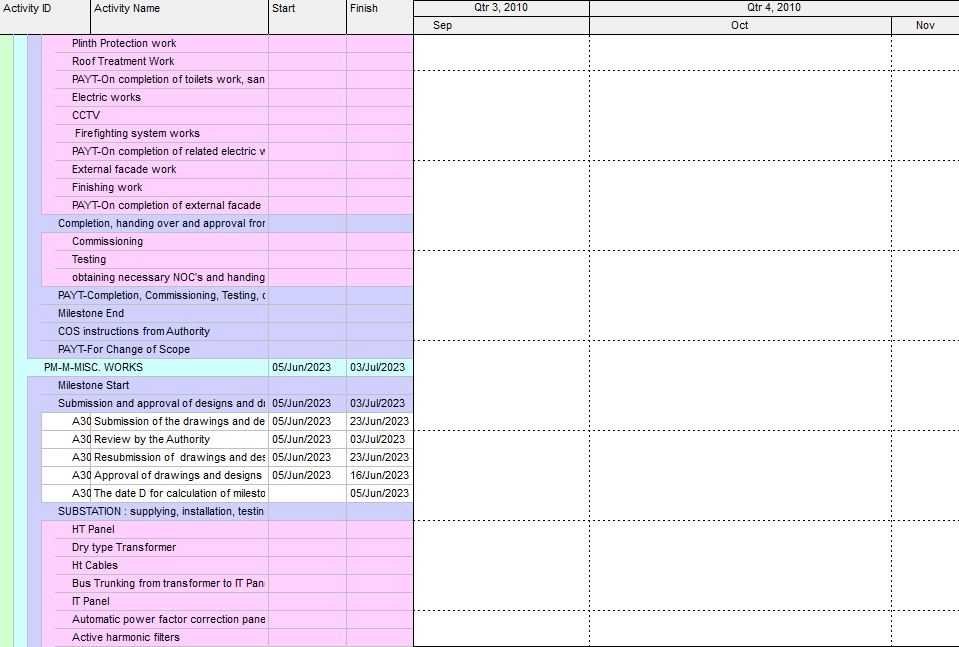 Activity ID Activity Name Start Finish Qtr 3, 2010 Qtr 4, 2010
Sep Oct Nov
Plinth Protection work
Roof Treatment Work
PAYT-On completion of toilets work, san
Electric works
CCTV
Firefighting system works
PAYT-On completion of related electric w
External facade work
Finishing work
PAYT-On completion of external facade
Completion, handing over and approval fror
Commissioning
Testing
obtaining necessary NOC's and handing
PAYT-Completion, Commissioning, Testing, c
Milestone End
COS instructions from Authority
PAYT-For Change of Scope
PM-M-MISC. WORKS 05/Jun/2023 03/Jul/2023
Milestone Start
Submission and approval of designs and dr 05/Jun/2023 03/Jul/2023
A30 Submission of the drawings and de 05/Jun/2023 23/Jun/2023
A30 Review by the Authority 05/Jun/2023 03/Jul/2023
A30 Resubmission of drawings and des 05/Jun/2023 23/Jun/2023
A30 Approval of drawings and designs 05/Jun/2023 16/Jun/2023
A30 The date D for calculation of milesto 05/Jun/2023
SUBSTATION : supplying, installation, testin
HT Panel
Dry type Transformer
Ht Cables
Bus Trunking from transformer to lT Pan
lT Panel
Automatic power factor correction pane
Active harmonic filters